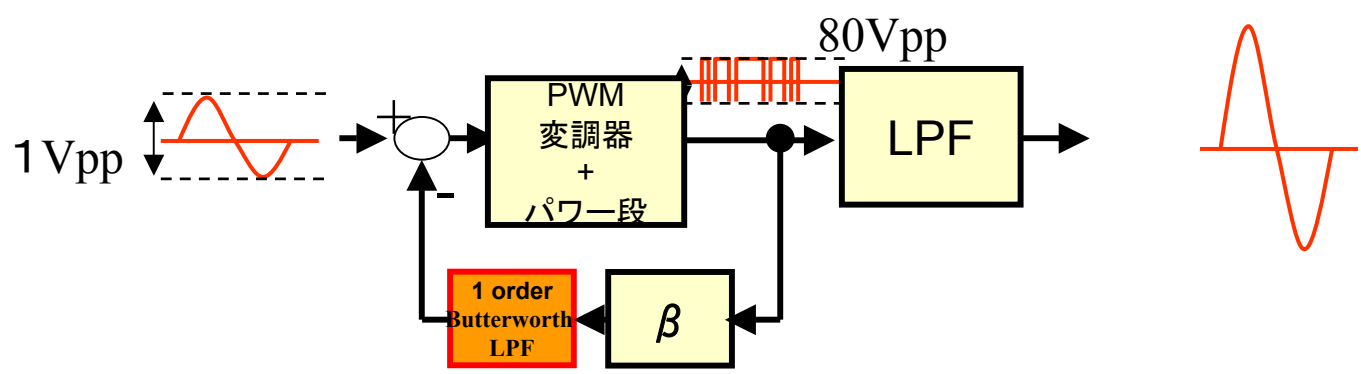 80Vpp
1Vpp
+
-
PWM
変調器
+
パワー段
LPF
1 order
Butterworth
LPF
β